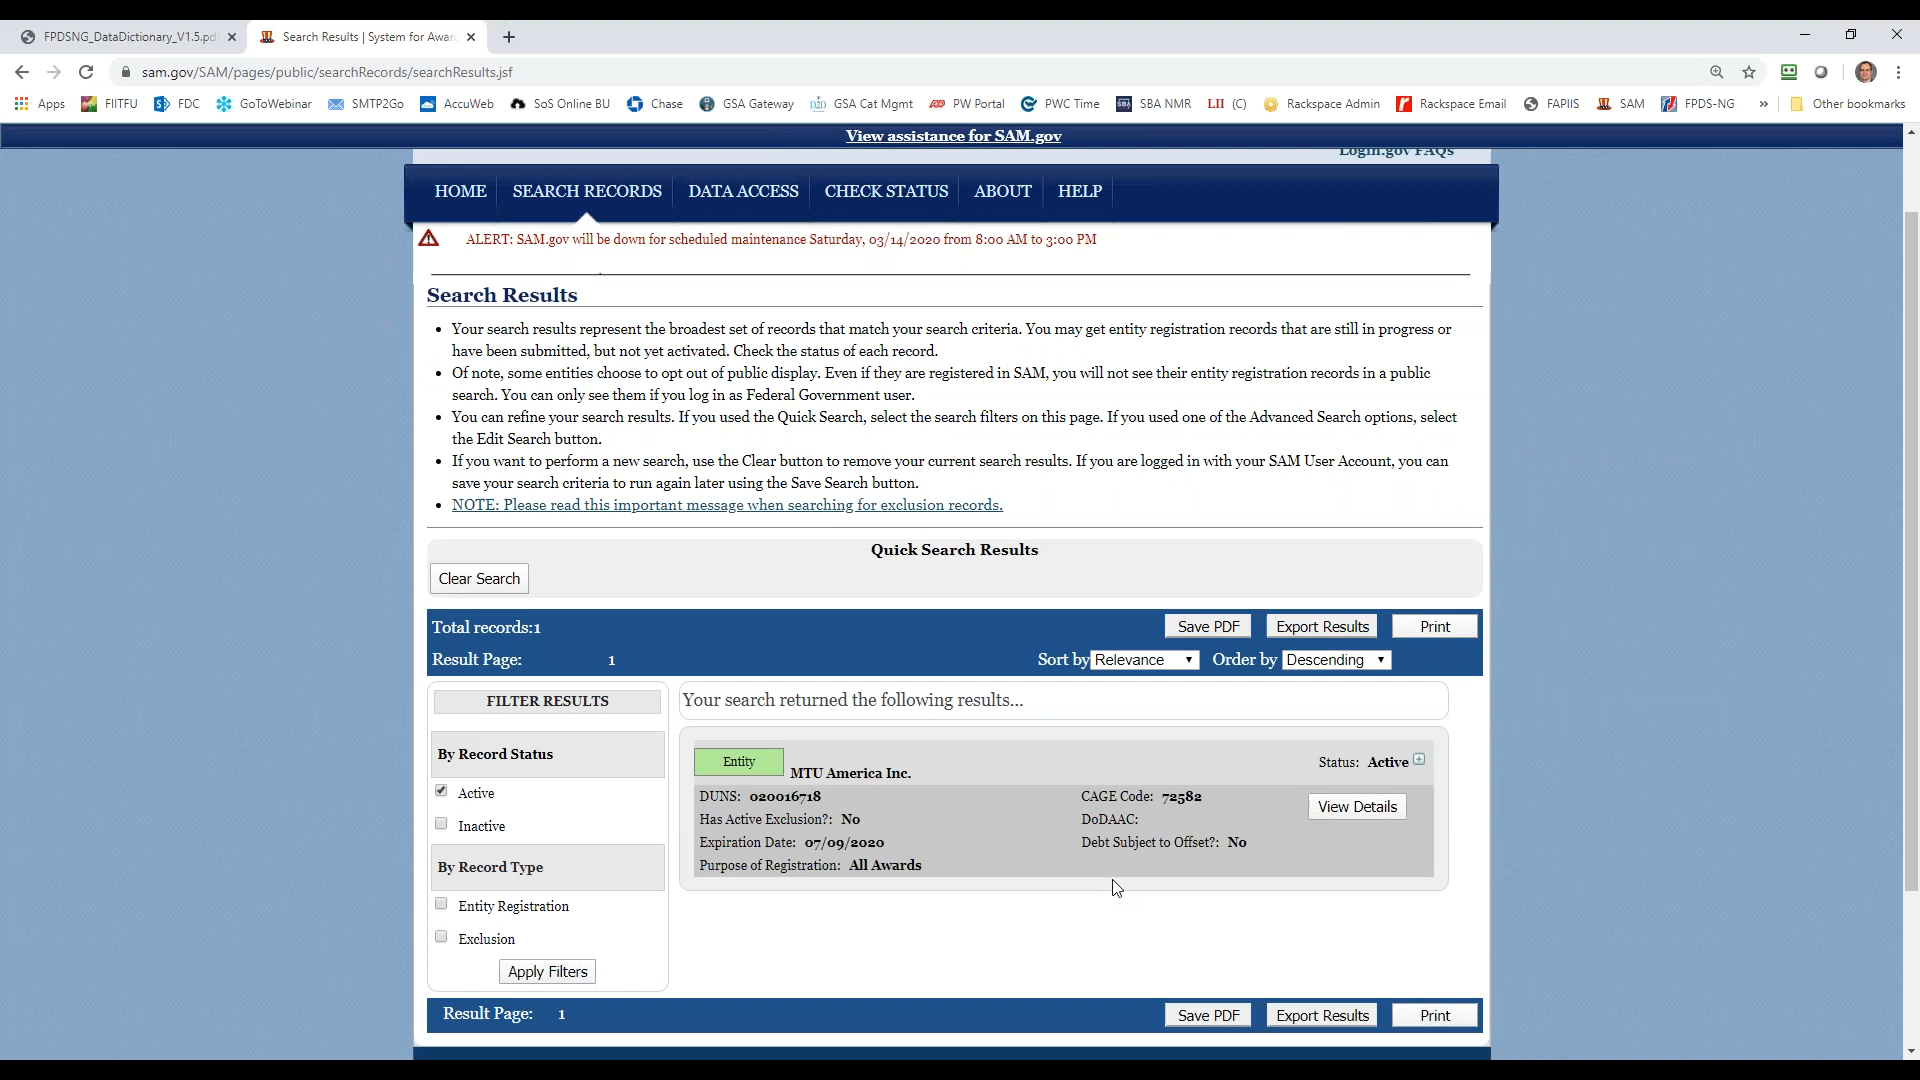 FPDSNG_DataDictionary_V1.5.pd
Search Results | System for Awar
sam.gov/SAM/pages/public/searchRecords/searchResults.jsf
Apps FIITFU FDC GoToWebinar SMTP2Go AccuWeb SoS Online BU Chase GSA Gateway GSA Cat Mgmt PW Portal PWC Time SBA NMR LII (C) Rackspace Admin Rackspace Email FAPIIS SAM FPDS-NG » Other bookmarks
View assistance for SAM.gov
Login.gov FAQs
HOME SEARCH RECORDS DATA ACCESS CHECK STATUS ABOUT HELP
ALERT: SAM.gov will be down for scheduled maintenance Saturday, 03/14/2020 from 8:00 AM to 3:00 PM
Search Results
• Your search results represent the broadest set of records that match your search criteria. You may get entity registration records that are still in progress or
have been submitted, but not yet activated. Check the status of each record.
• Of note, some entities choose to opt out of public display. Even if they are registered in SAM, you will not see their entity registration records in a public
search. You can only see them if you log in as Federal Government user.
• You can refine your search results. If you used the Quick Search, select the search filters on this page. If you used one of the Advanced Search options, select
the Edit Search button.
• If you want to perform a new search, use the Clear button to remove your current search results. If you are logged in with your SAM User Account, you can
save your search criteria to run again later using the Save Search button.
• NOTE: Please read this important message when searching for exclusion records.
Quick Search Results
Clear Search
Total records:1 Save PDF Export Results Print
Result Page: 1 Sort by Relevance Order by Descending
FILTER RESULTS
By Record Status
Active
Inactive
By Record Type
Entity Registration
Exclusion
Apply Filters
Your search returned the following results...
Entity MTU America Inc. Status: Active
DUNS: 020016718 CAGE Code: 72582 View Details
Has Active Exclusion?: No DoDAAC:
Expiration Date: 07/09/2020 Debt Subject to Offset?: No
Purpose of Registration: All Awards
Result Page: 1 Save PDF Export Results Print